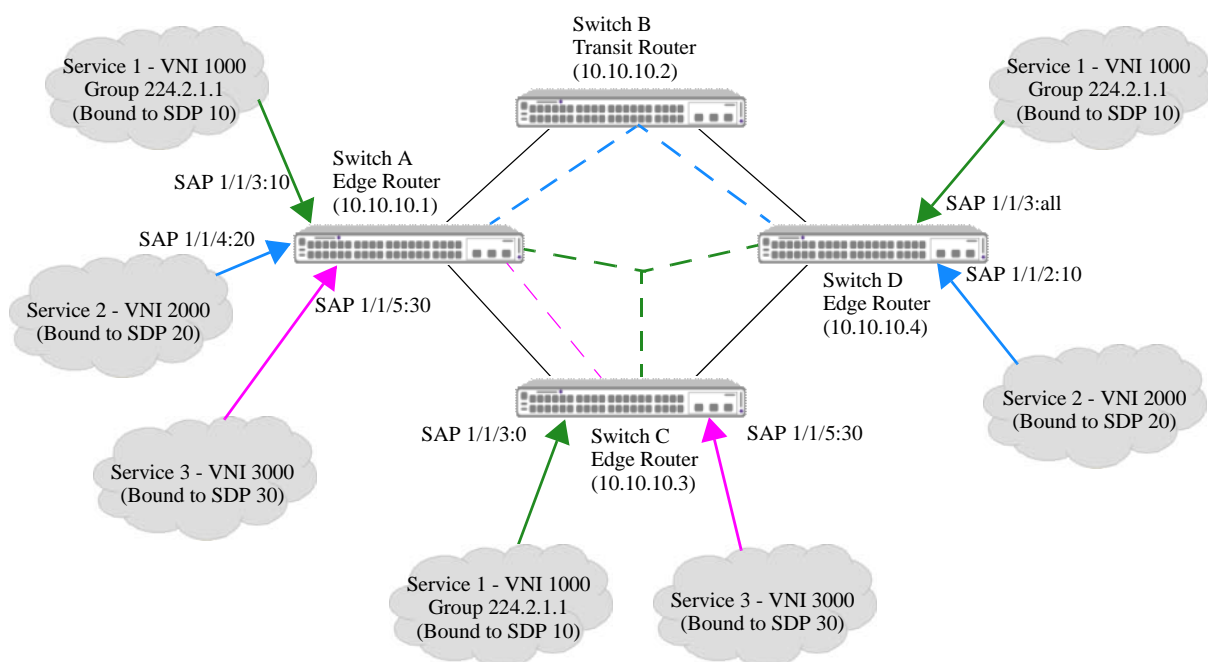 Switch B
Transit Router
(10.10.10.2)
Service 1 - VNI 1000
Group 224.2.1.1
(Bound to SDP 10)
Service 1 - VNI 1000
Group 224.2.1.1
(Bound to SDP 10)
Switch A
Edge Router
(10.10.10.1)
SAP 1/1/3:10
SAP 1/1/3:all
SAP 1/1/4:20
SAP 1/1/2:10
Service 2 - VNI 2000
(Bound to SDP 20)
SAP 1/1/5:30
Switch D
Edge Router
(10.10.10.4)
Service 2 - VNI 2000
(Bound to SDP 20)
SAP 1/1/3:0
Switch C
Edge Router
(10.10.10.3)
SAP 1/1/5:30
Service 3 - VNI 3000
(Bound to SDP 30)
Service 1 - VNI 1000
Group 224.2.1.1
(Bound to SDP 10)
Service 3 - VNI 3000
(Bound to SDP 30)